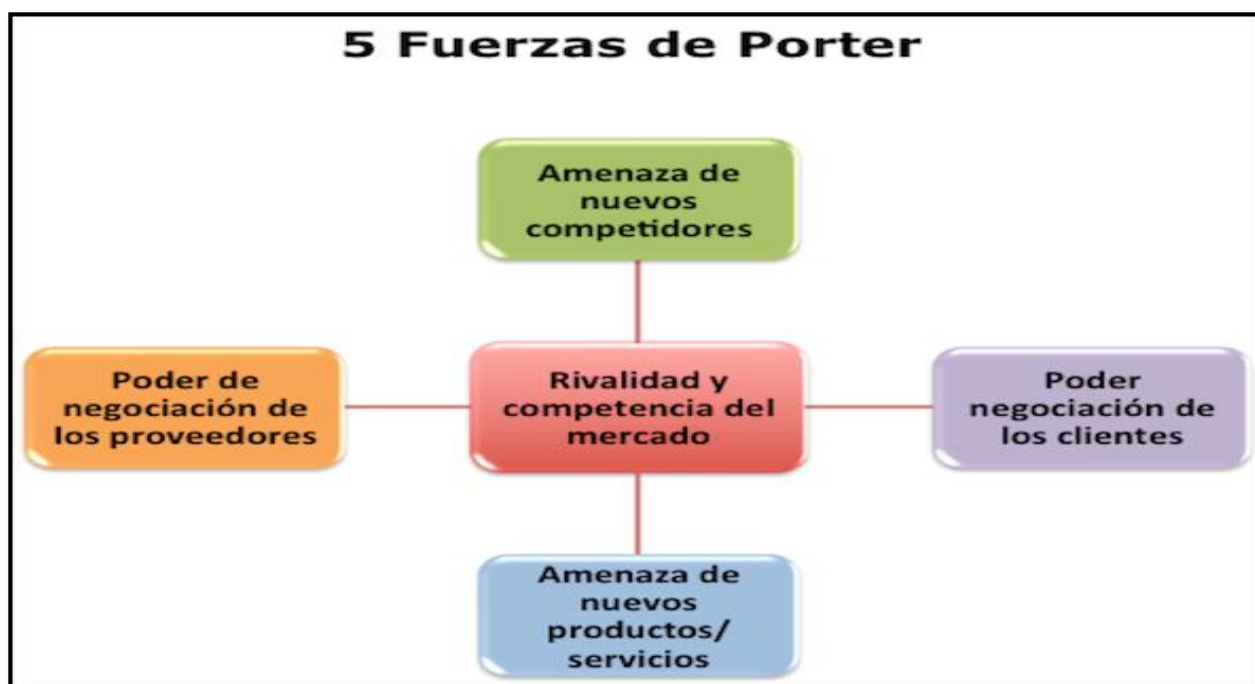 5 Fuerzas de Porter
Amenaza de
nuevos
competidores
Poder de
negociación de
los proveedores
Rivalidad y
competencia del
mercado
Poder
negociación de
los clientes
Amenaza de
nuevos
productos/
servicios